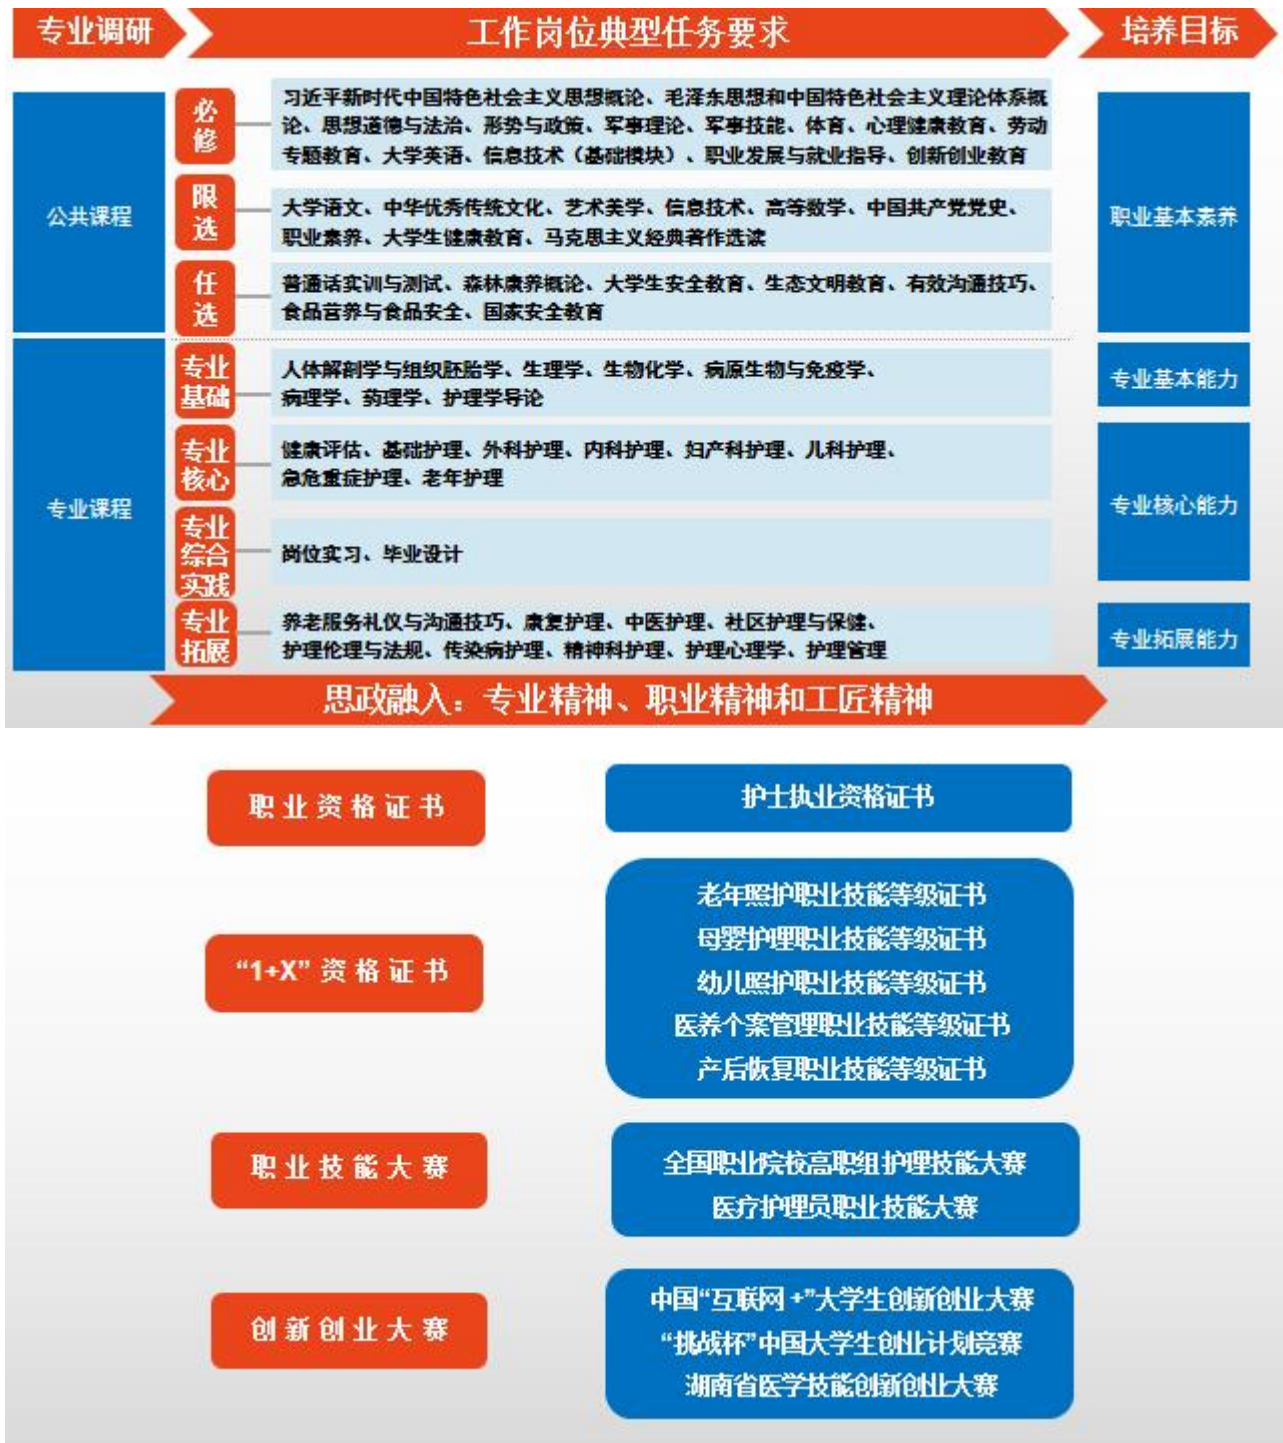 专业调研
工作岗位典型任务要求
培养目标
公共课程
必修
习近平新时代中国特色社会主义思想概论、毛泽东思想和中国特色社会主义理论体系概
论、思想道德与法治、形势与政策、军事理论、军事技能、体育、心理健康教育、劳动
专题教育、大学英语、信息技术（基础模块）、职业发展与就业指导、创新创业教育
限选
大学语文、中华优秀传统文化、艺术美学、信息技术、高等数学、中国共产党党史、
职业素养、大学生健康教育、马克思主义经典著作选读
任选
普通话实训与测试、森林康养概论、大学生安全教育、生态文明教育、有效沟通技巧、
食品营养与食品安全、国家安全教育
职业基本素养
专业课程
专业
基础
人体解剖学与组织胚胎学、生理学、生物化学、病原生物与免疫学、
病理学、药理学、护理学导论
专业基本能力
专业
核心
健康评估、基础护理、外科护理、内科护理、妇产科护理、儿科护理、
急危重症护理、老年护理
专业
综合
实践
岗位实习、毕业设计
专业核心能力
专业
拓展
养老服务礼仪与沟通技巧、康复护理、中医护理、社区护理与保健、
护理伦理与法规、传染病护理、精神科护理、护理心理学、护理管理
专业拓展能力
思政融入：专业精神、职业精神和工匠精神
职业资格证书
护士执业资格证书
“1+X”资格证书
老年照护职业技能等级证书
母婴护理职业技能等级证书
幼儿照护职业技能等级证书
医养个案管理职业技能等级证书
产后恢复职业技能等级证书
职业技能大赛
全国职业院校高职组护理技能大赛
医疗护理员职业技能大赛
创新创业大赛
中国“互联网+”大学生创新创业大赛
“挑战杯”中国大学生创业计划竞赛
湖南省医学技能创新创业大赛